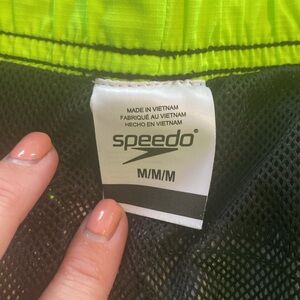 MADE IN VIETNAM
FABRIQUÉ AU VIETNAM
HECHO EN VIETNAM
speedo®
M/M/M